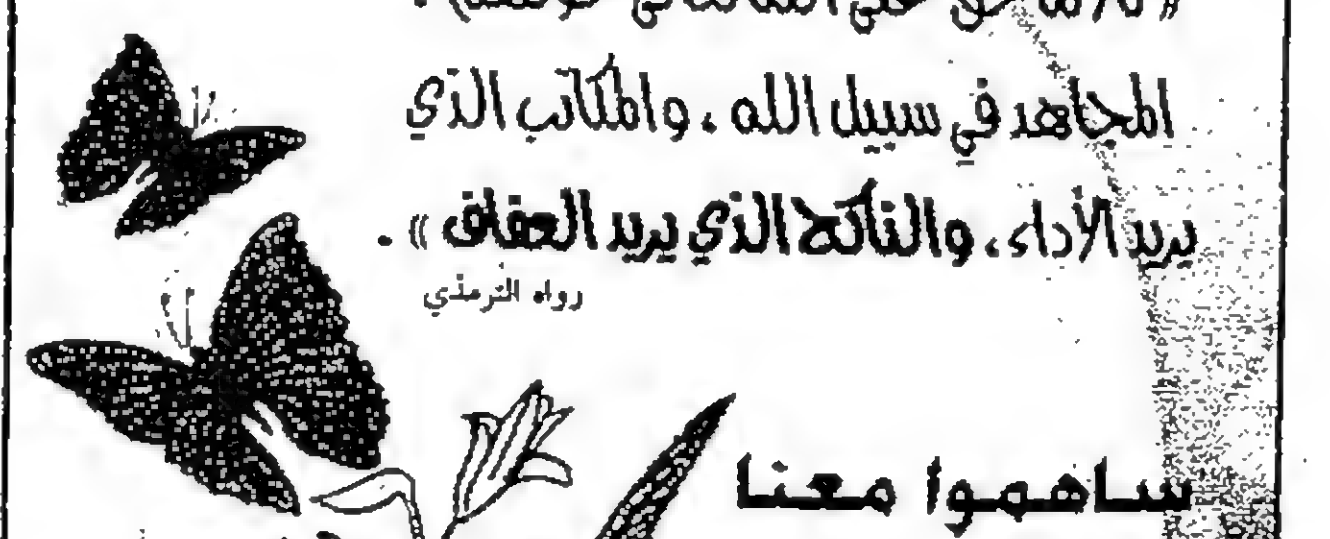 المجاهد في سبيل الله ، والمكاتب الذي
يريد الأداء ، والناكح الذي يريد العفاف » .
رواه الترمذي
ساهموا معنا